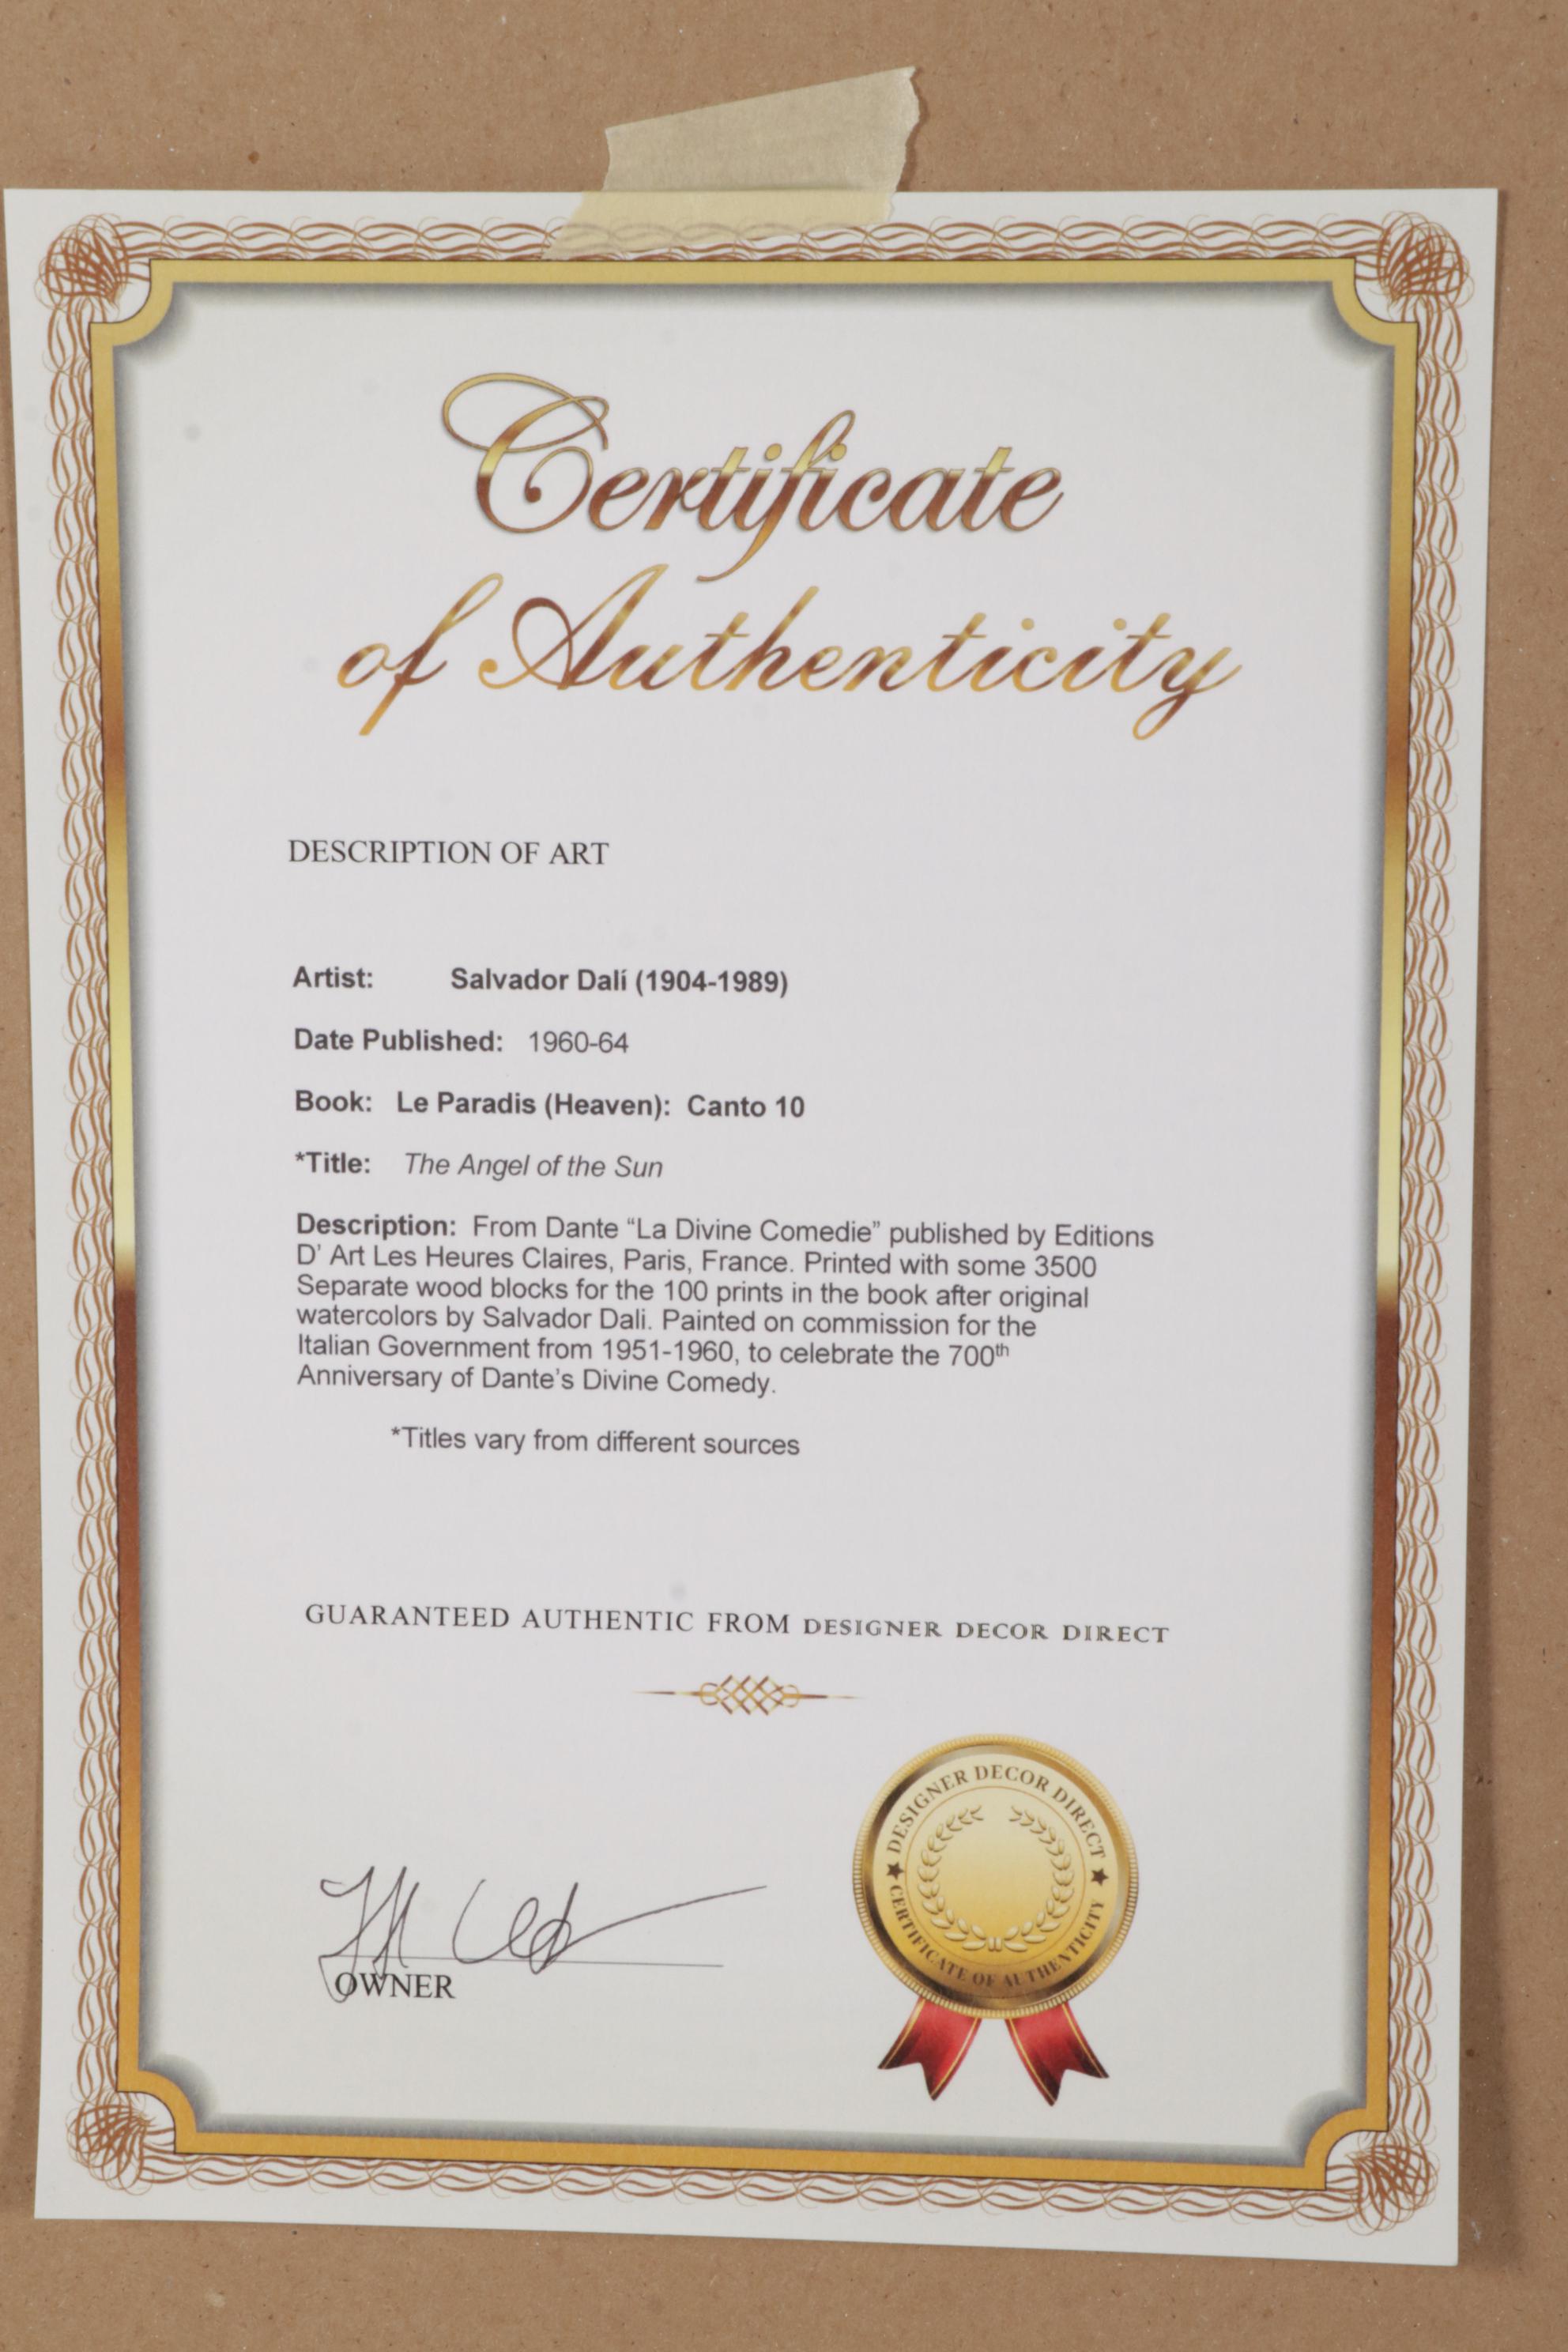 Certificate
of Authenticity
DESCRIPTION OF ART
Artist: Salvador Dalí (1904-1989)
Date Published: 1960-64
Book: Le Paradis (Heaven): Canto 10
*Title: The Angel of the Sun
Description: From Dante “La Divine Comedie” published by Editions
D’ Art Les Heures Claires, Paris, France. Printed with some 3500
Separate wood blocks for the 100 prints in the book after original
watercolors by Salvador Dali. Painted on commission for the
Italian Government from 1951-1960, to celebrate the 700th
Anniversary of Dante’s Divine Comedy.
*Titles vary from different sources
GUARANTEED AUTHENTIC FROM DESIGNER DECOR DIRECT
DESIGNER DECOR DIRECT
CERTIFICATE OF AUTHENTICITY
OWNER